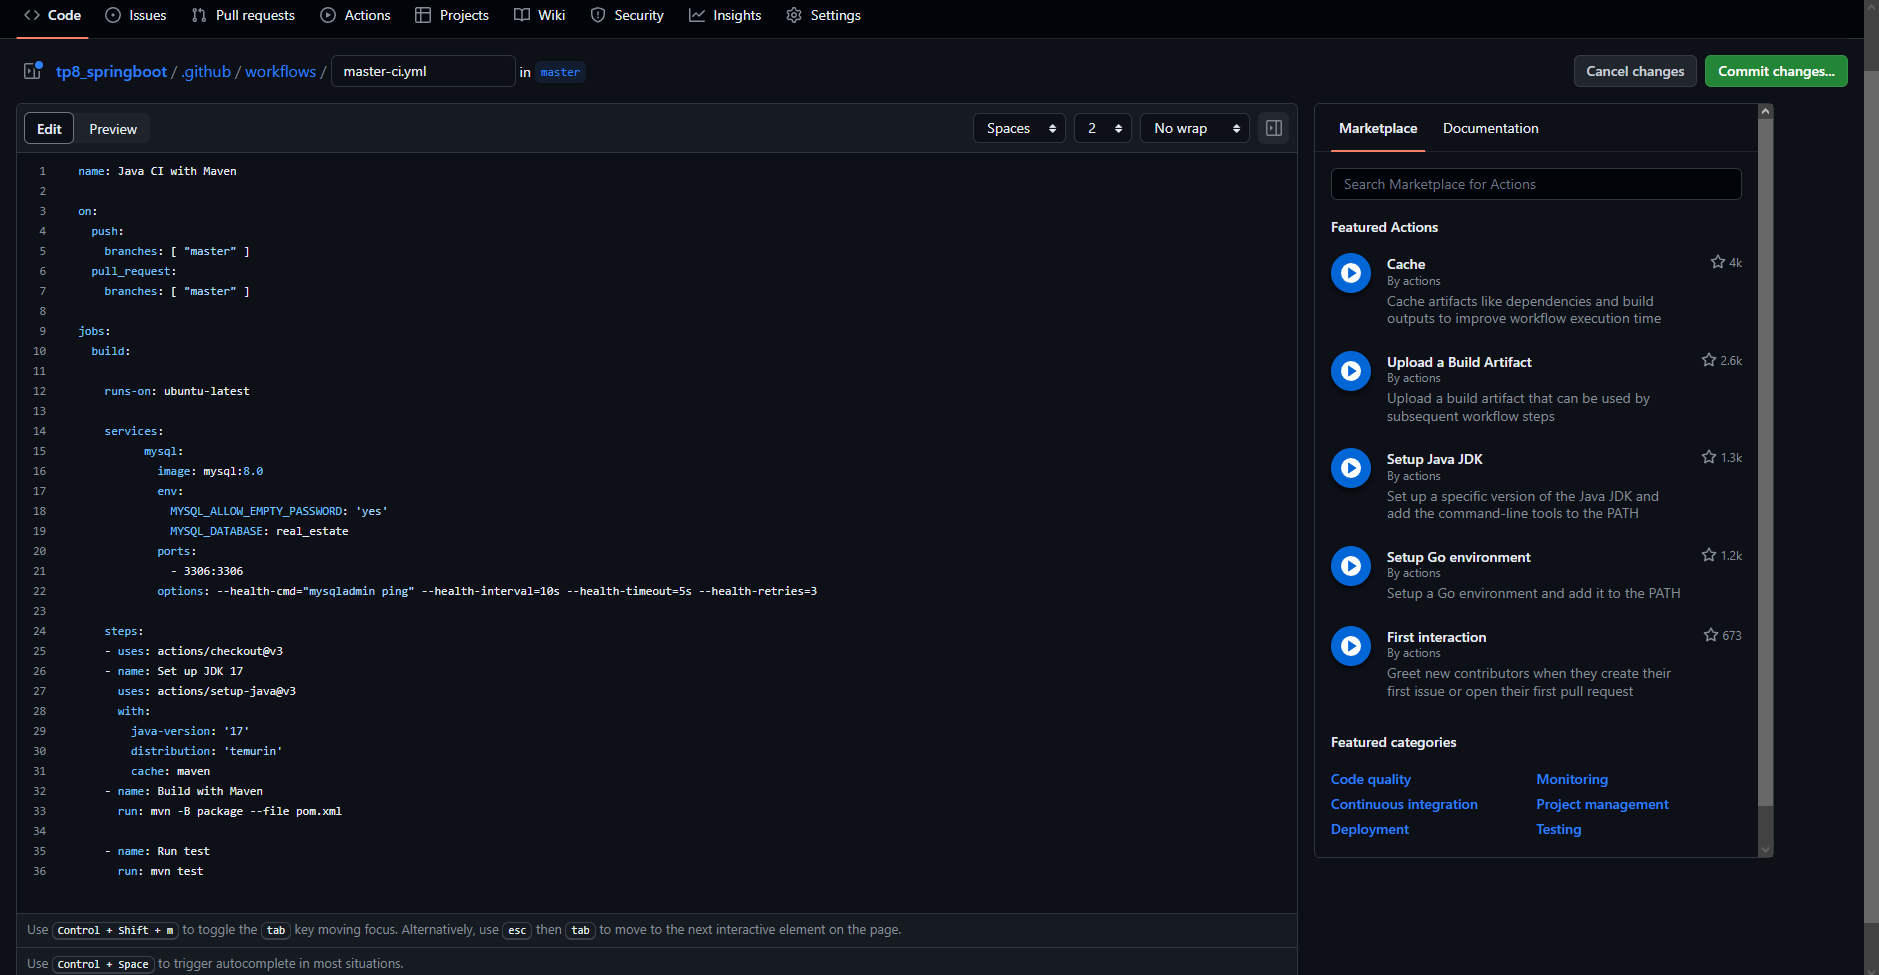 Code Issues Pull requests Actions Projects Wiki Security Insights Settings
tp8_springboot / .github / workflows / master-ci.yml in master Cancel changes Commit changes...
Edit Preview Spaces 2 No wrap
1 name: Java CI with Maven
2
3 on:
4 push:
5 branches: [ "master" ]
6 pull_request:
7 branches: [ "master" ]
8
9 jobs:
10 build:
11
12 runs-on: ubuntu-latest
13
14 services:
15 mysql:
16 image: mysql:8.0
17 env:
18 MYSQL_ALLOW_EMPTY_PASSWORD: 'yes'
19 MYSQL_DATABASE: real_estate
20 ports:
21 - 3306:3306
22 options: --health-cmd="mysqladmin ping" --health-interval=10s --health-timeout=5s --health-retries=3
23
24 steps:
25 - uses: actions/checkout@v3
26 - name: Set up JDK 17
27 uses: actions/setup-java@v3
28 with:
29 java-version: '17'
30 distribution: 'temurin'
31 cache: maven
32 - name: Build with Maven
33 run: mvn -B package --file pom.xml
34
35 - name: Run test
36 run: mvn test
Use Control + Shift + m to toggle the tab key moving focus. Alternatively, use esc then tab to move to the next interactive element on the page.
Use Control + Space to trigger autocomplete in most situations.
Marketplace Documentation
Search Marketplace for Actions
Featured Actions
Cache 4k
By actions
Cache artifacts like dependencies and build
outputs to improve workflow execution time
Upload a Build Artifact 2.6k
By actions
Upload a build artifact that can be used by
subsequent workflow steps
Setup Java JDK 1.3k
By actions
Set up a specific version of the Java JDK and
add the command-line tools to the PATH
Setup Go environment 1.2k
By actions
Setup a Go environment and add it to the PATH
First interaction 673
By actions
Greet new contributors when they create their
first issue or open their first pull request
Featured categories
Code quality Monitoring
Continuous integration Project management
Deployment Testing